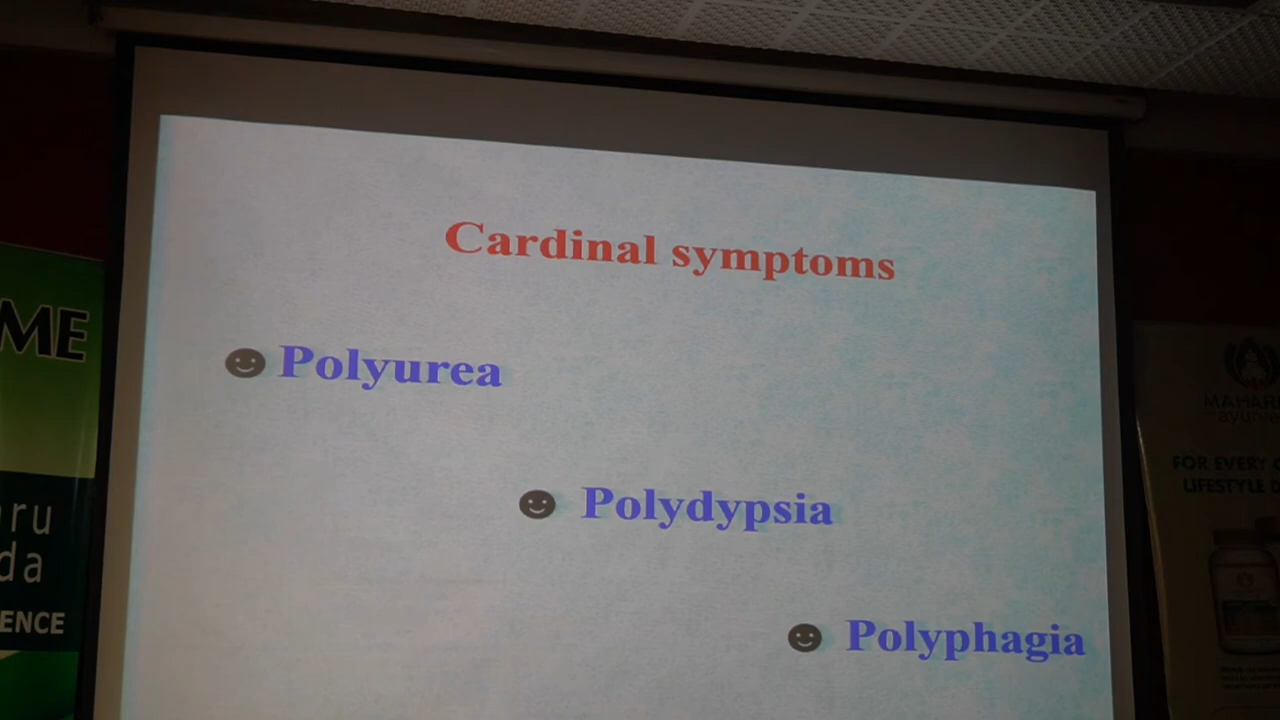 Cardinal symptoms
Polyurea
Polydypsia
Polyphagia
ME
ru
da
ENCE
FOR EVERY
LIFESTYLE